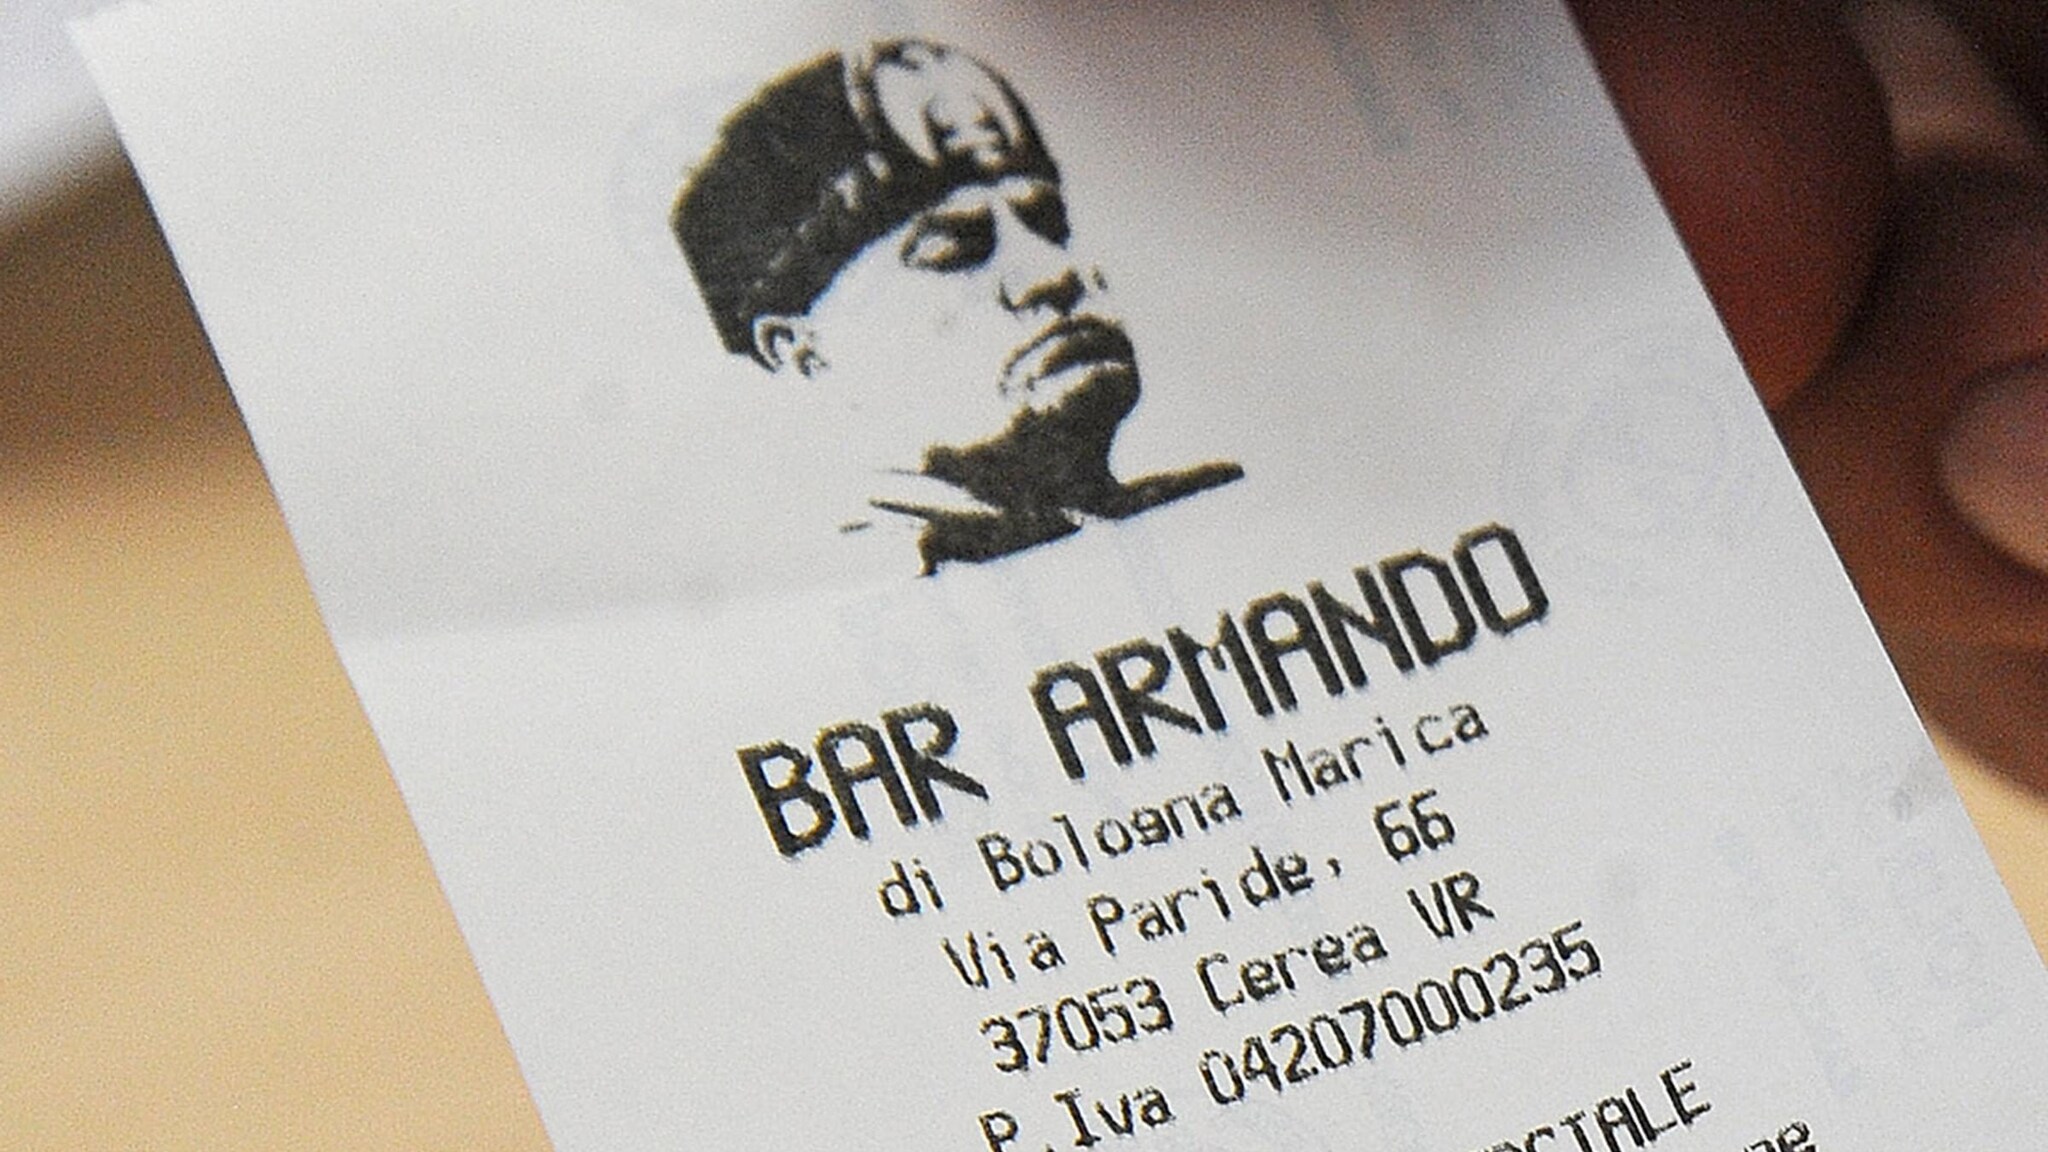 BAR ARMANDO
di Bologna Marica
Via Paride, 66
37053 Cerea VR
P.Iva 04207000235